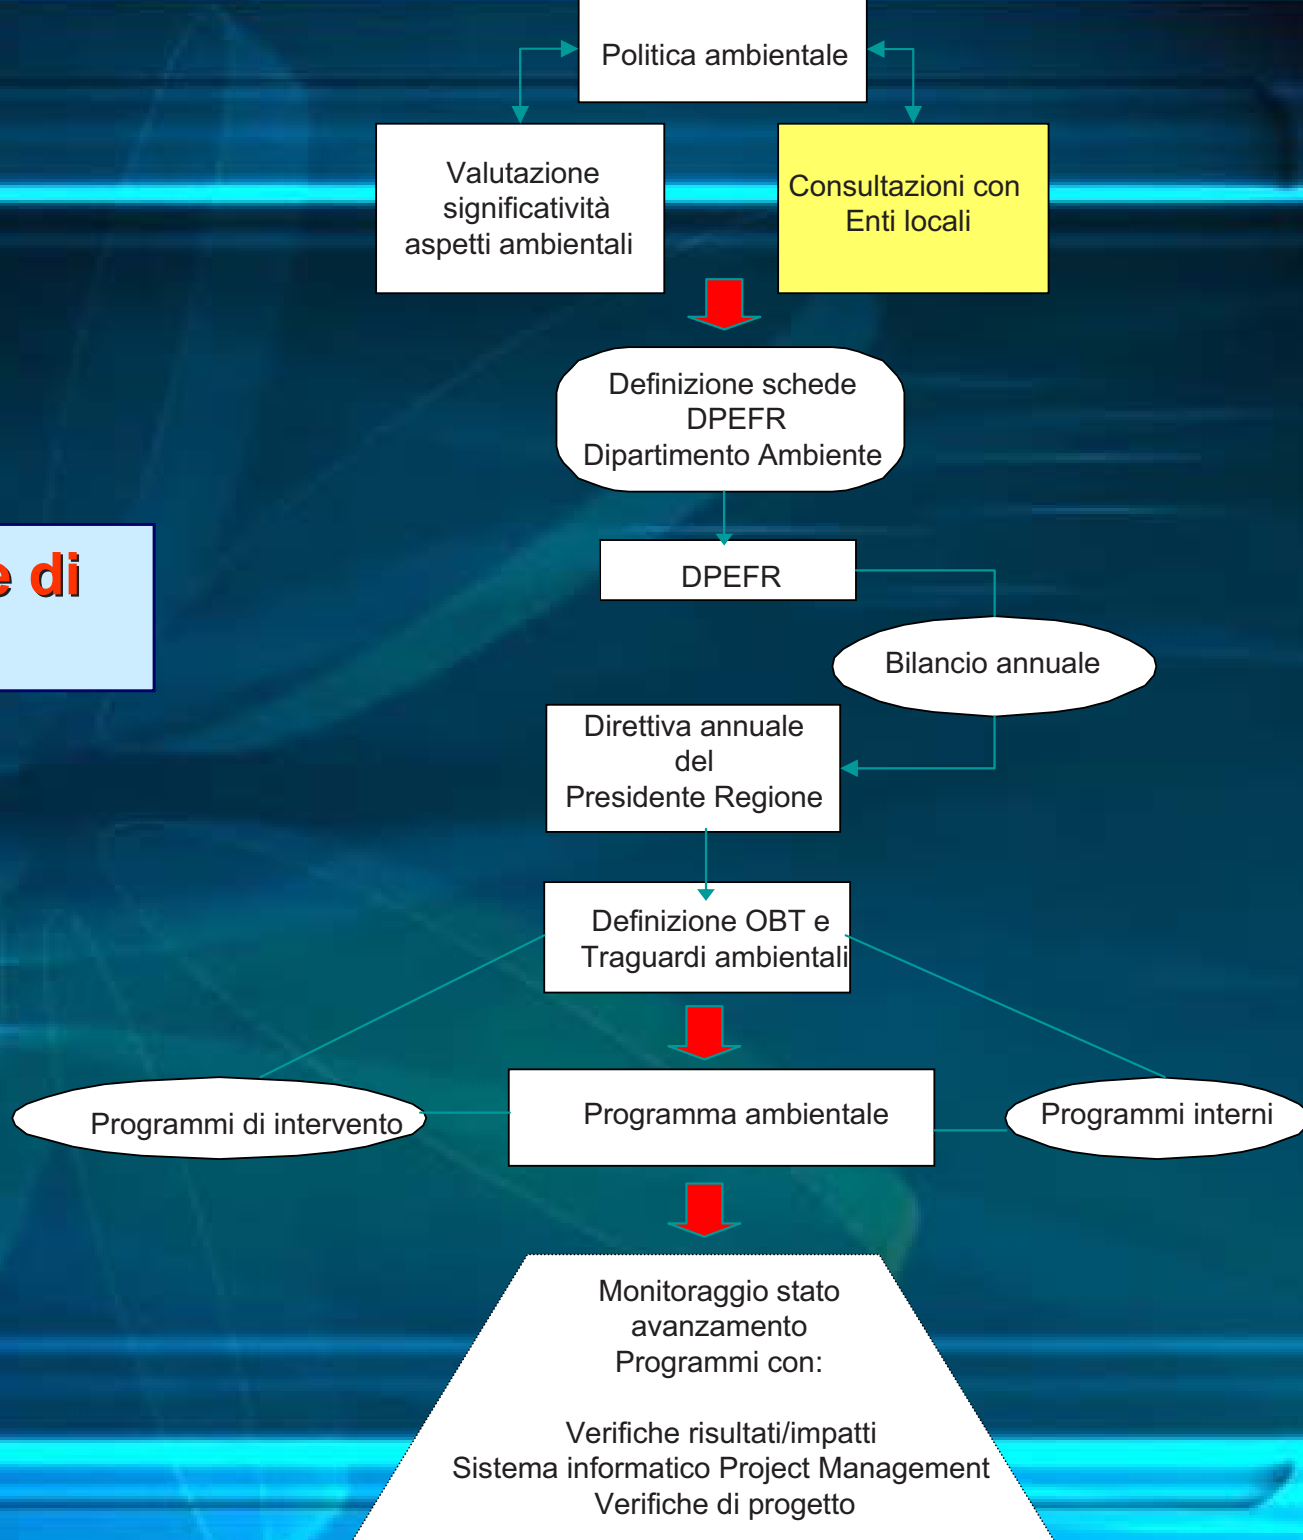 Politica ambientale
Valutazione
significatività
aspetti ambientali
Consultazioni con
Enti locali
Definizione schede
DPEFR
Dipartimento Ambiente
e di
DPEFR
Bilancio annuale
Direttiva annuale
del
Presidente Regione
Definizione OBT e
Traguardi ambientali
Programmi di intervento
Programma ambientale
Programmi interni
Monitoraggio stato
avanzamento
Programmi con:
Verifiche risultati/impatti
Sistema informatico Project Management
Verifiche di progetto